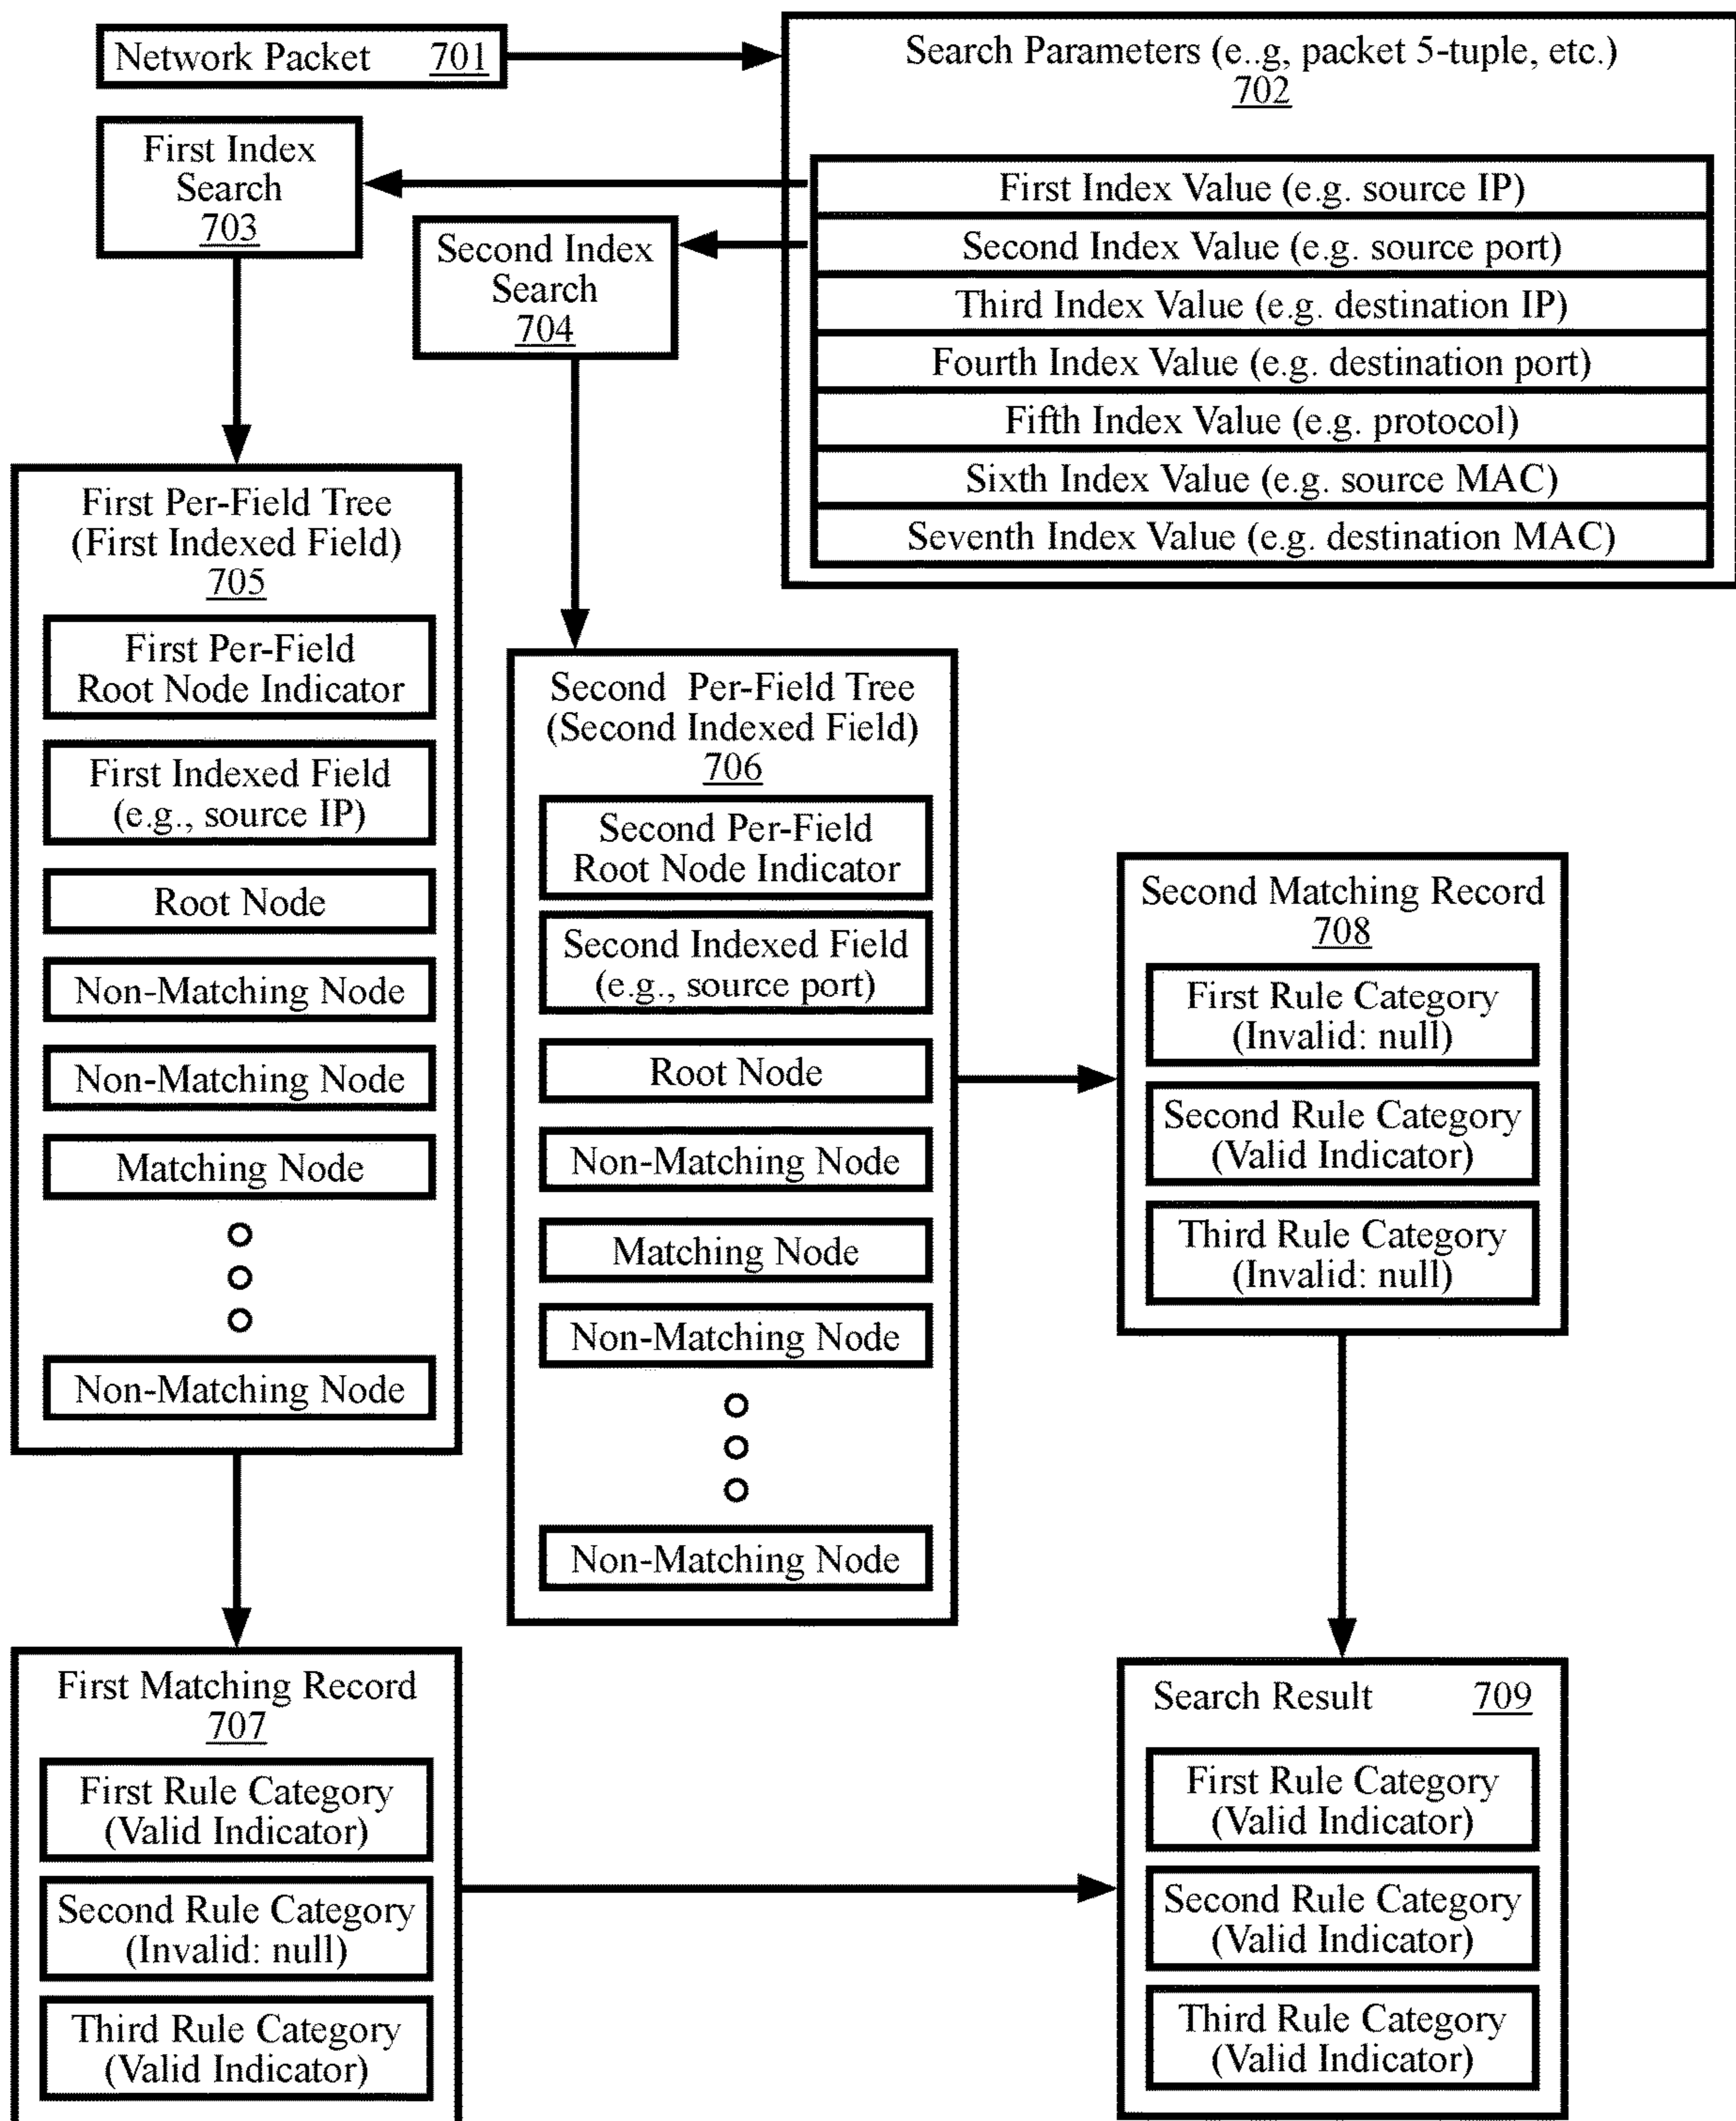 Network Packet 701
Search Parameters (e..g, packet 5-tuple, etc.)
702
First Index Value (e.g. source IP)
Second Index Value (e.g. source port)
Third Index Value (e.g. destination IP)
Fourth Index Value (e.g. destination port)
Fifth Index Value (e.g. protocol)
Sixth Index Value (e.g. source MAC)
Seventh Index Value (e.g. destination MAC)
First Index
Search
703
Second Index
Search
704
First Per-Field Tree
(First Indexed Field)
705
First Per-Field
Root Node Indicator
First Indexed Field
(e.g., source IP)
Root Node
Non-Matching Node
Non-Matching Node
Matching Node
Non-Matching Node
Second Per-Field Tree
(Second Indexed Field)
706
Second Per-Field
Root Node Indicator
Second Indexed Field
(e.g., source port)
Root Node
Non-Matching Node
Matching Node
Non-Matching Node
Non-Matching Node
Second Matching Record
708
First Rule Category
(Invalid: null)
Second Rule Category
(Valid Indicator)
Third Rule Category
(Invalid: null)
First Matching Record
707
First Rule Category
(Valid Indicator)
Second Rule Category
(Invalid: null)
Third Rule Category
(Valid Indicator)
Search Result 709
First Rule Category
(Valid Indicator)
Second Rule Category
(Valid Indicator)
Third Rule Category
(Valid Indicator)